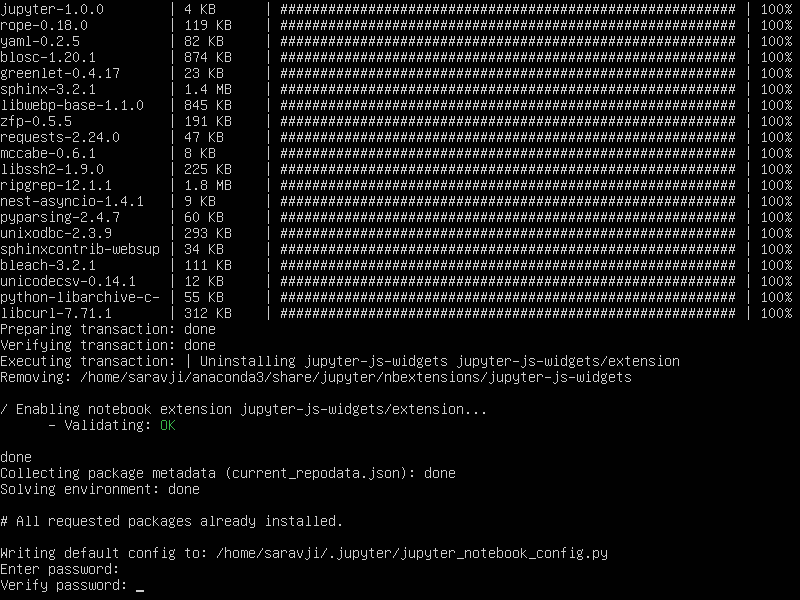 jupyter-1.0.0        | 4 KB      | ########################################################## | 100%
rope-0.18.0          | 119 KB    | ########################################################## | 100%
yaml-0.2.5           | 82 KB     | ########################################################## | 100%
blosc-1.20.1         | 874 KB    | ########################################################## | 100%
greenlet-0.4.17      | 23 KB     | ########################################################## | 100%
sphinx-3.2.1         | 1.4 MB    | ########################################################## | 100%
libwebp-base-1.1.0   | 845 KB    | ########################################################## | 100%
zfp-0.5.5            | 191 KB    | ########################################################## | 100%
requests-2.24.0      | 47 KB     | ########################################################## | 100%
mccabe-0.6.1         | 8 KB      | ########################################################## | 100%
libssh2-1.9.0        | 225 KB    | ########################################################## | 100%
ripgrep-12.1.1       | 1.8 MB    | ########################################################## | 100%
nest-asyncio-1.4.1   | 9 KB      | ########################################################## | 100%
pyparsing-2.4.7      | 60 KB     | ########################################################## | 100%
unixodbc-2.3.9       | 293 KB    | ########################################################## | 100%
sphinxcontrib-websup | 34 KB     | ########################################################## | 100%
bleach-3.2.1         | 111 KB    | ########################################################## | 100%
unicodecsv-0.14.1    | 12 KB     | ########################################################## | 100%
python-libarchive-c- | 55 KB     | ########################################################## | 100%
libcurl-7.71.1       | 312 KB    | ########################################################## | 100%
Preparing transaction: done
Verifying transaction: done
Executing transaction: | Uninstalling jupyter-js-widgets jupyter-js-widgets/extension
Removing: /home/saravji/anaconda3/share/jupyter/nbextensions/jupyter-js-widgets
/ Enabling notebook extension jupyter-js-widgets/extension...
      - Validating: OK
done
Collecting package metadata (current_repodata.json): done
Solving environment: done
# All requested packages already installed.
Writing default config to: /home/saravji/.jupyter/jupyter_notebook_config.py
Enter password:
Verify password: _